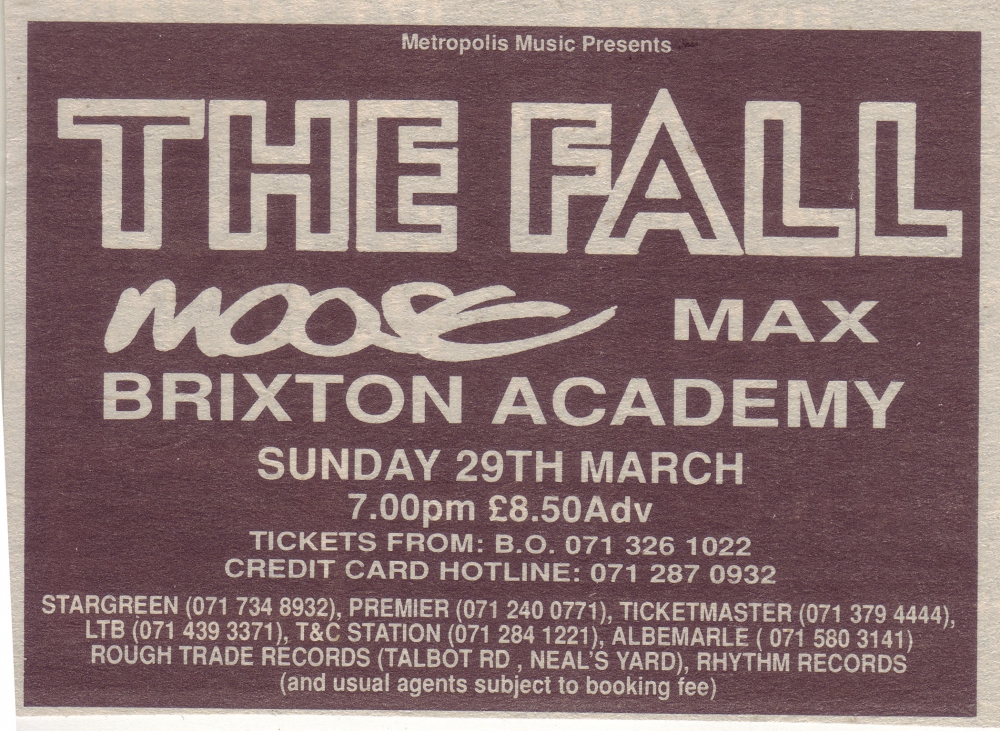 Metropolis Music Presents
THE FALL
moose MAX
BRIXTON ACADEMY
SUNDAY 29TH MARCH
7.00pm £8.50Adv
TICKETS FROM: B.O. 071 326 1022
CREDIT CARD HOTLINE: 071 287 0932
STARGREEN (071 734 8932), PREMIER (071 240 0771), TICKETMASTER (071 379 4444),
LTB (071 439 3371), T&C STATION (071 284 1221), ALBEMARLE ( 071 580 3141)
ROUGH TRADE RECORDS (TALBOT RD , NEAL'S YARD), RHYTHM RECORDS
(and usual agents subject to booking fee)